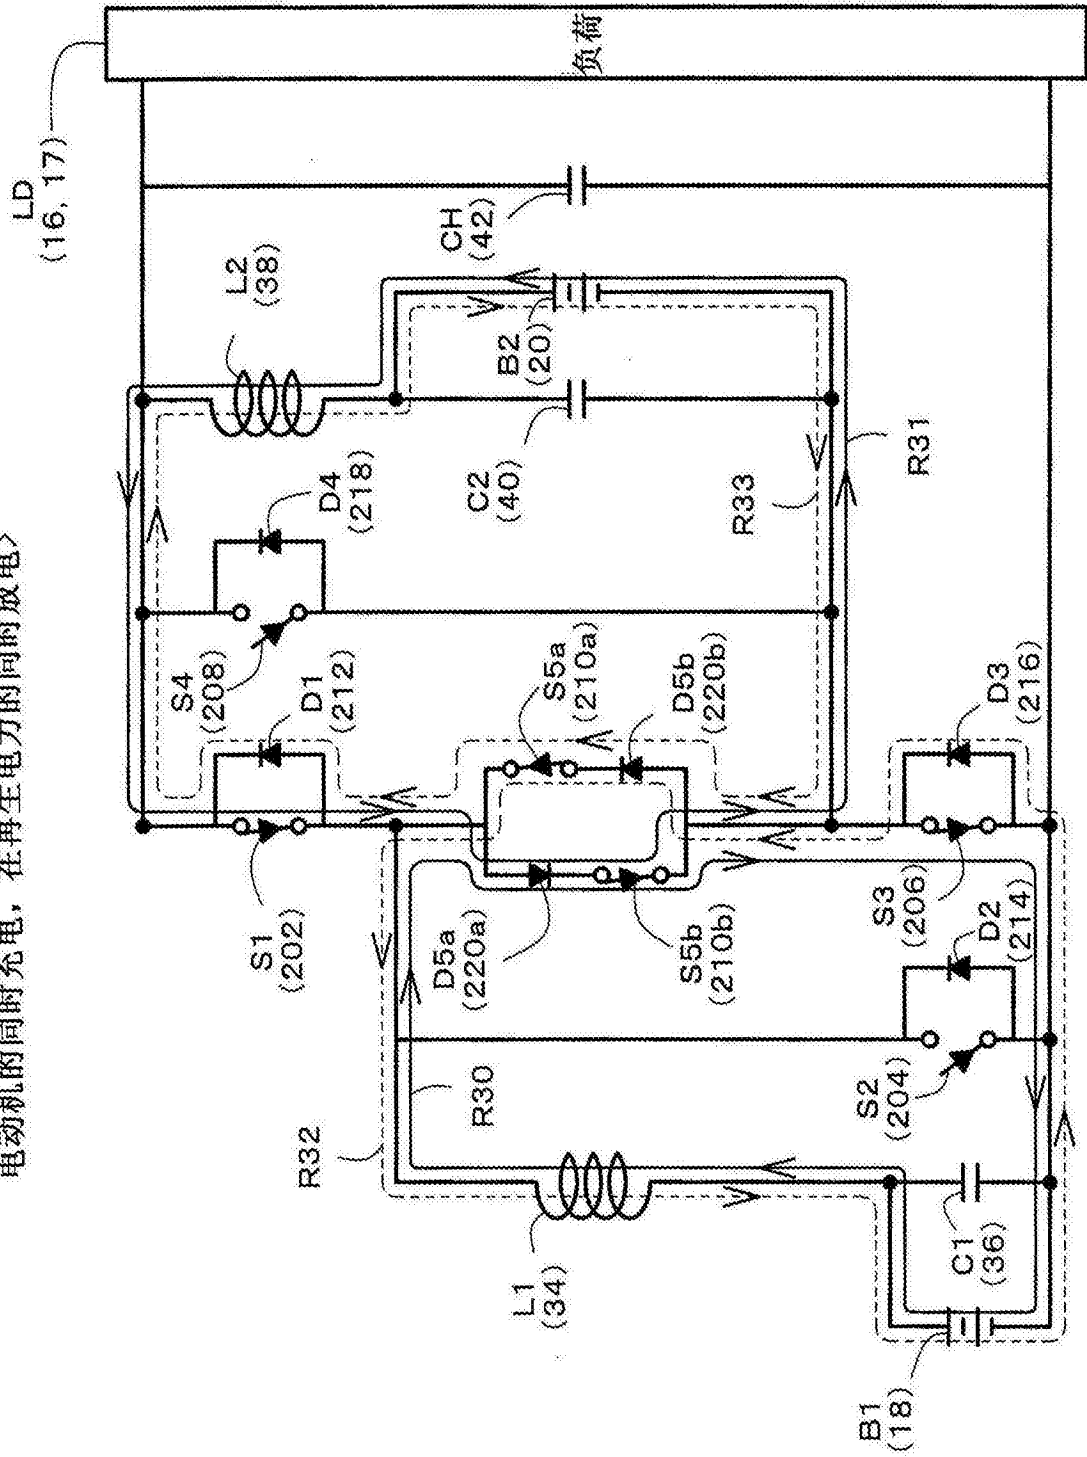 电动机的同时充电，在再生电力的同时放电>
LD
(16, 17)
负荷
CH
(42)
L2
(38)
B2
(20)
C2
(40)
R31
R33
D4
(218)
S4
(208)
D1
(212)
S5a
(210a)
D5b
(220b)
D3
(216)
S1
(202)
D5a
(220a)
S5b
(210b)
S3
(206)
D2
(214)
S2
(204)
R30
R32
L1
(34)
C1
(36)
B1
(18)